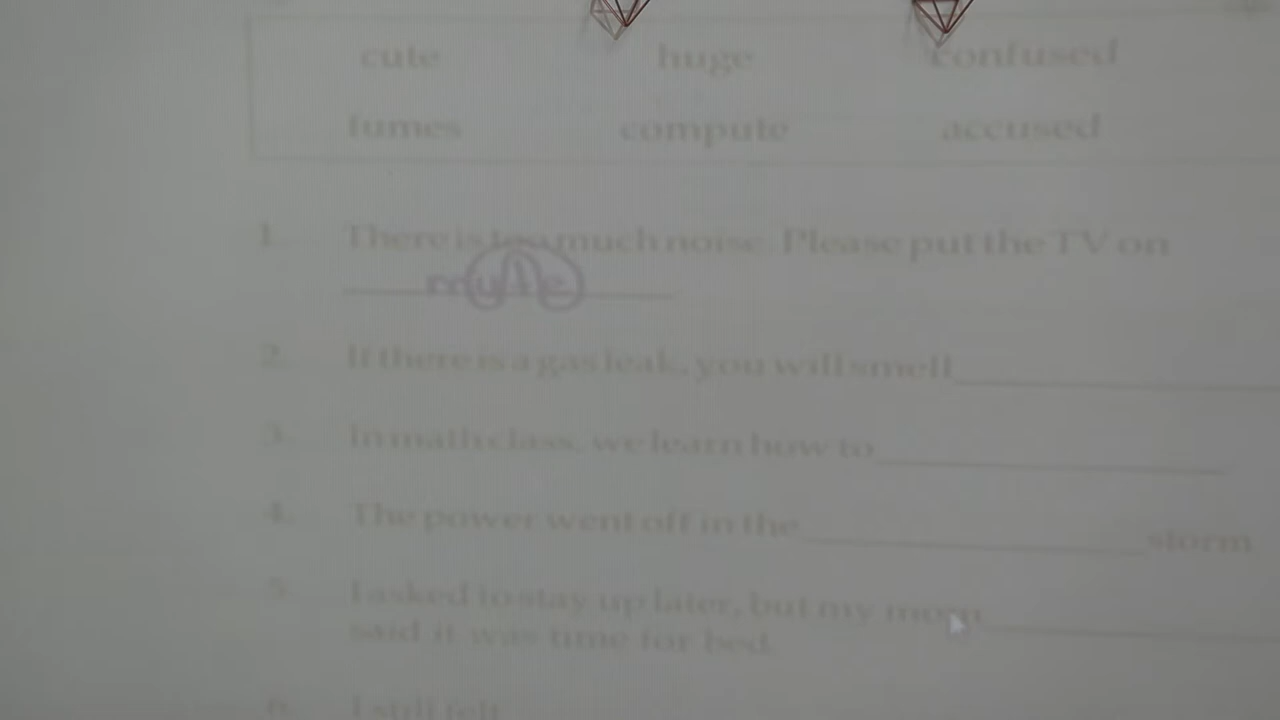 cute huge confused
fumes compute accused
1. There is too much noise. Please put the TV on
2. If there is a gas leak, you will smell
3. In math class, we learn how to
4. The power went off in the storm
5. I asked to stay up later, but my mom
said it was time for bed.
6. I still felt